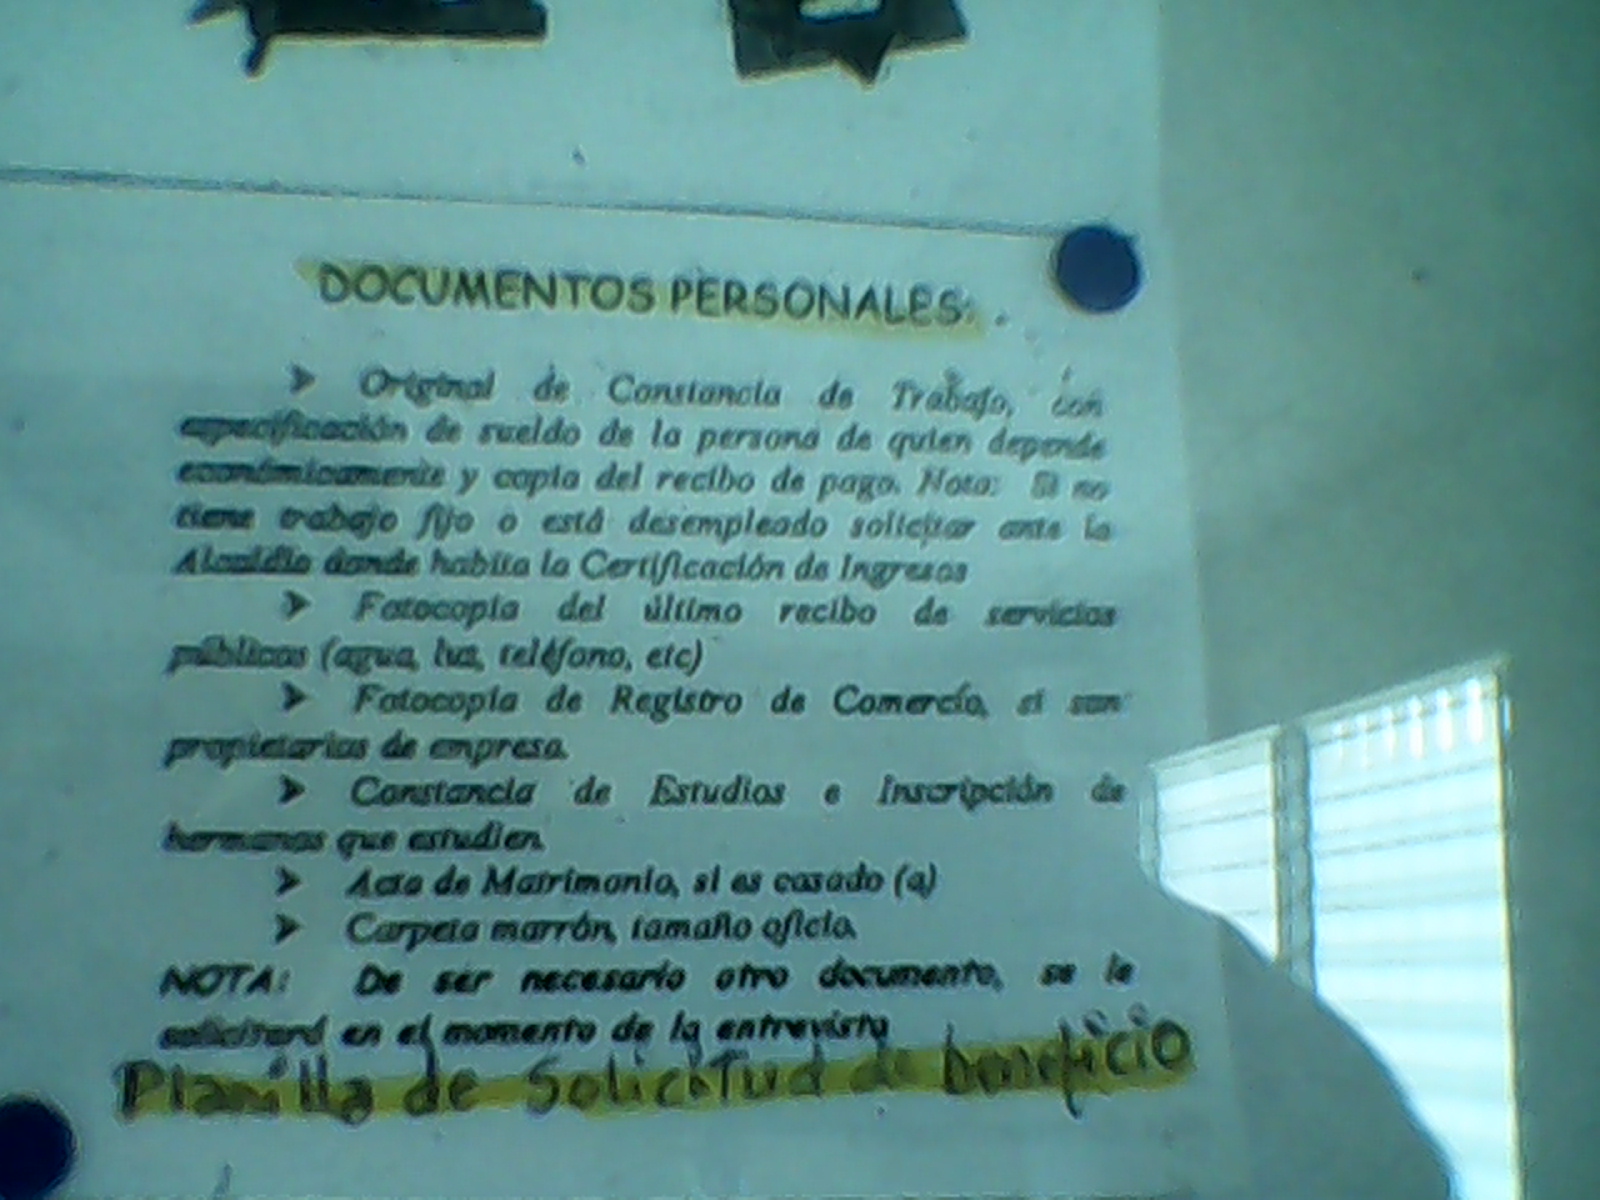 DOCUMENTOS PERSONALES:
➤ Original de Constancia de Trabajo, con
especificación de sueldo de la persona de quien depende
económicamente y copia del recibo de pago. Nota: Si no
tiene trabajo fijo o está desempleado solicitar ante la
Alcaldía donde habita la Certificación de Ingresos
➤ Fotocopia del último recibo de servicios
públicos (agua, luz, teléfono, etc)
➤ Fotocopia de Registro de Comercio, si son
propietarios de empresa.
➤ Constancia de Estudios e Inscripción de
hermanos que estudien.
➤ Acta de Matrimonio, si es casado (a)
➤ Carpeta marrón, tamaño oficio.
NOTA: De ser necesario otro documento, se le
solicitará en el momento de la entrevista
Planilla de Solicitud de beneficio